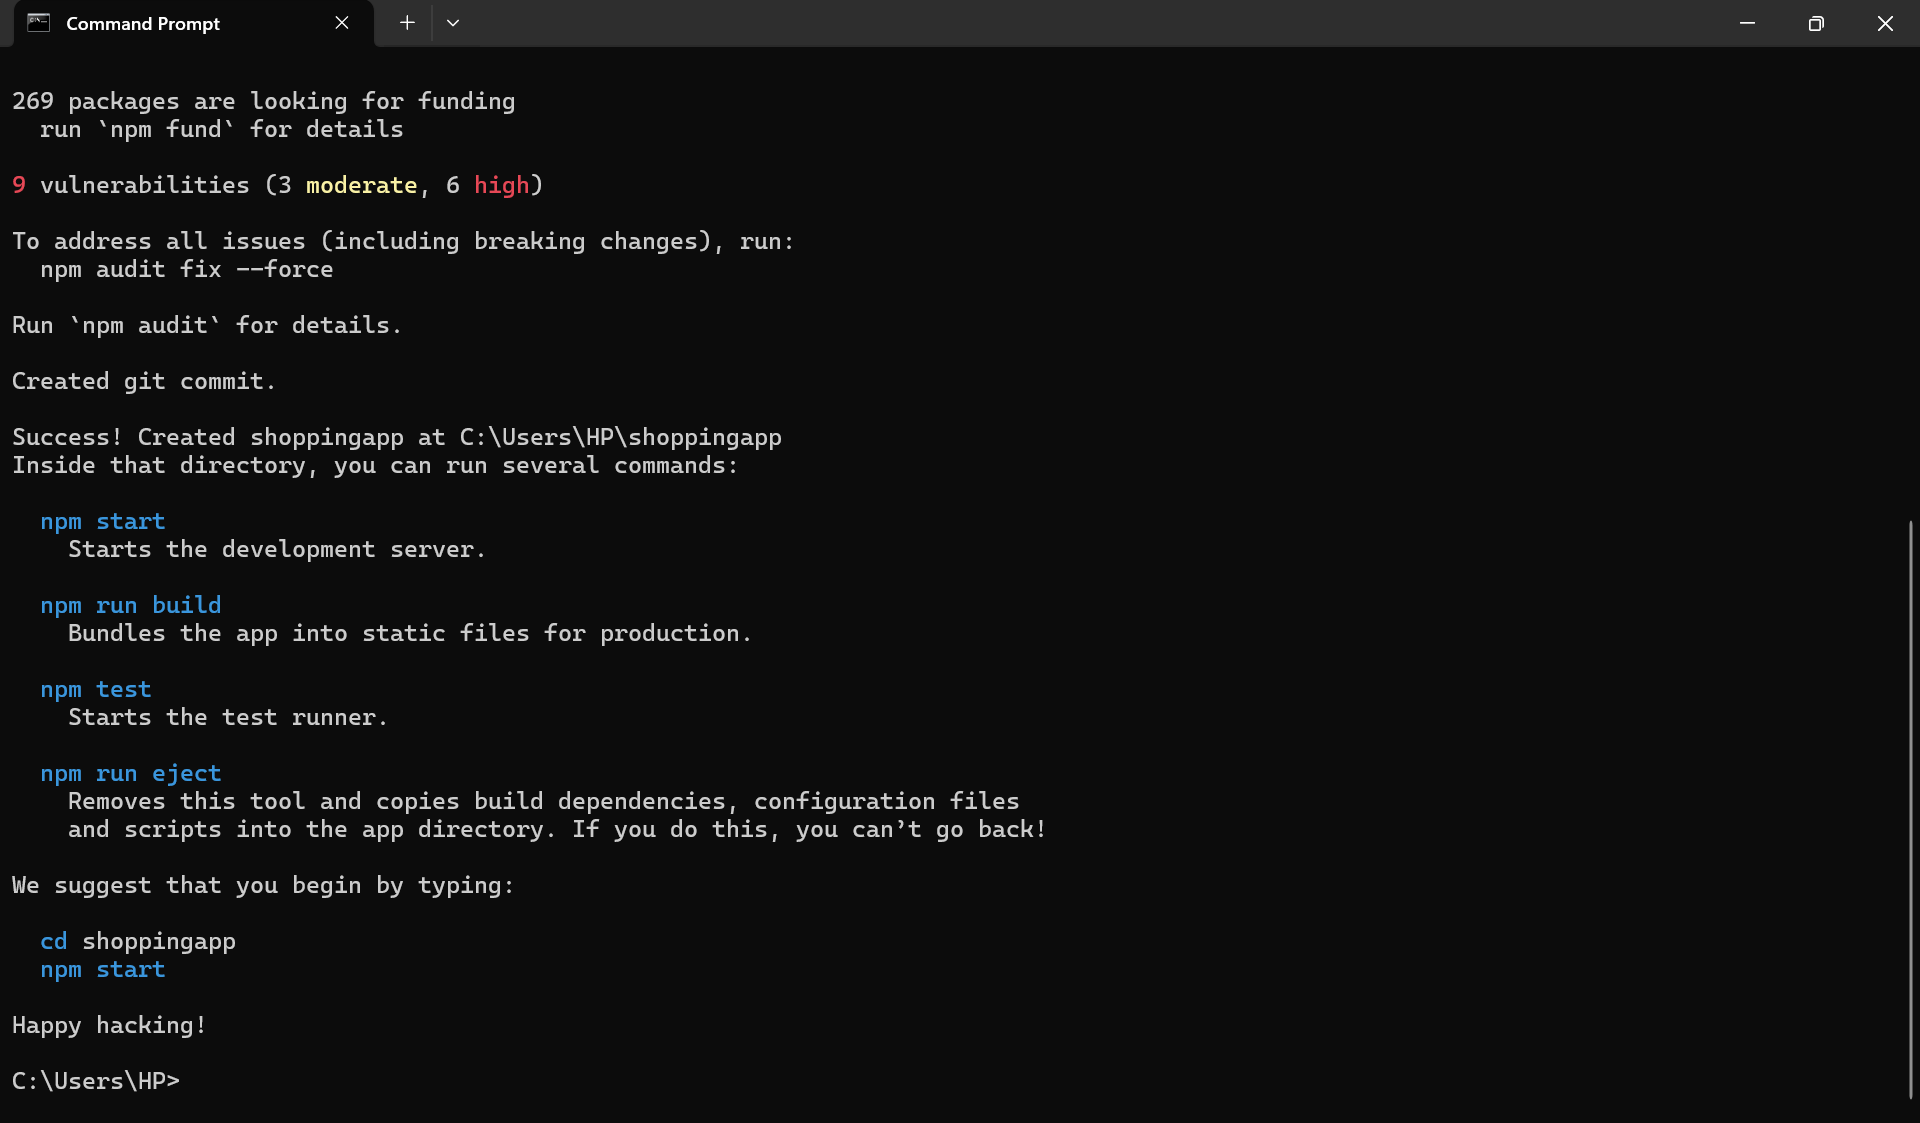 Command Prompt
269 packages are looking for funding
  run `npm fund` for details
9 vulnerabilities (3 moderate, 6 high)
To address all issues (including breaking changes), run:
  npm audit fix --force
Run `npm audit` for details.
Created git commit.
Success! Created shoppingapp at C:\Users\HP\shoppingapp
Inside that directory, you can run several commands:
  npm start
    Starts the development server.
  npm run build
    Bundles the app into static files for production.
  npm test
    Starts the test runner.
  npm run eject
    Removes this tool and copies build dependencies, configuration files
    and scripts into the app directory. If you do this, you can’t go back!
We suggest that you begin by typing:
  cd shoppingapp
  npm start
Happy hacking!
C:\Users\HP>